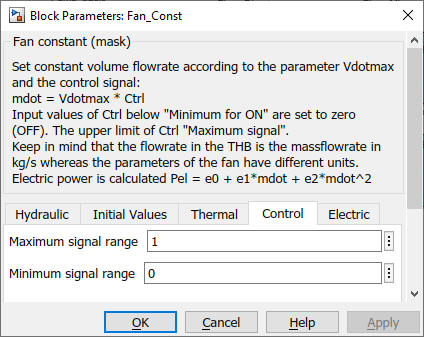 Block Parameters: Fan_Const
Fan constant (mask)
Set constant volume flowrate according to the parameter Vdotmax
and the control signal:
mdot = Vdotmax * Ctrl
Input values of Ctrl below "Minimum for ON" are set to zero
(OFF). The upper limit of Ctrl "Maximum signal".
Keep in mind that the flowrate in the THB is the massflowrate in
kg/s whereas the parameters of the fan have different units.
Electric power is calculated Pel = e0 + e1*mdot + e2*mdot^2
Hydraulic Initial Values Thermal Control Electric
Maximum signal range 1
Minimum signal range 0
OK Cancel Help Apply